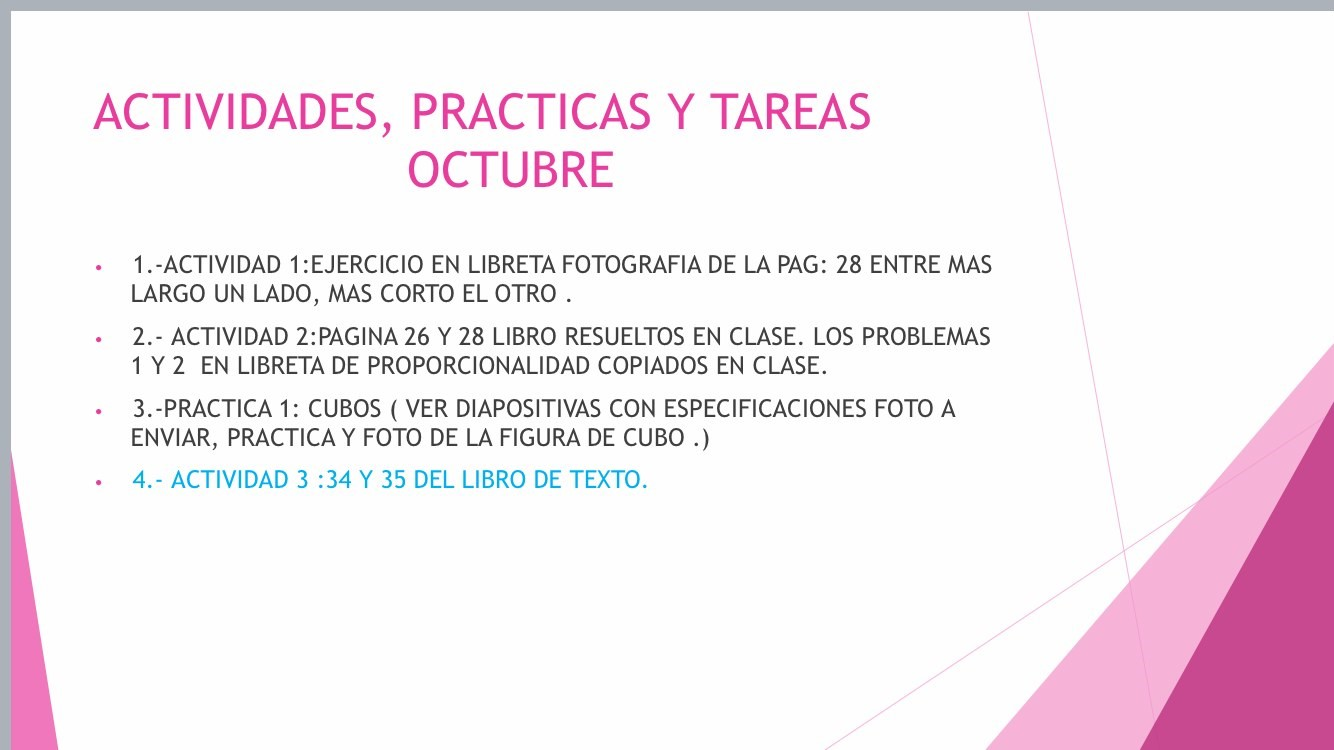 ACTIVIDADES, PRACTICAS Y TAREAS
OCTUBRE
• 1.-ACTIVIDAD 1:EJERCICIO EN LIBRETA FOTOGRAFIA DE LA PAG: 28 ENTRE MAS
LARGO UN LADO, MAS CORTO EL OTRO .
• 2.- ACTIVIDAD 2:PAGINA 26 Y 28 LIBRO RESUELTOS EN CLASE. LOS PROBLEMAS
1 Y 2  EN LIBRETA DE PROPORCIONALIDAD COPIADOS EN CLASE.
• 3.-PRACTICA 1: CUBOS ( VER DIAPOSITIVAS CON ESPECIFICACIONES FOTO A
ENVIAR, PRACTICA Y FOTO DE LA FIGURA DE CUBO .)
• 4.- ACTIVIDAD 3 :34 Y 35 DEL LIBRO DE TEXTO.